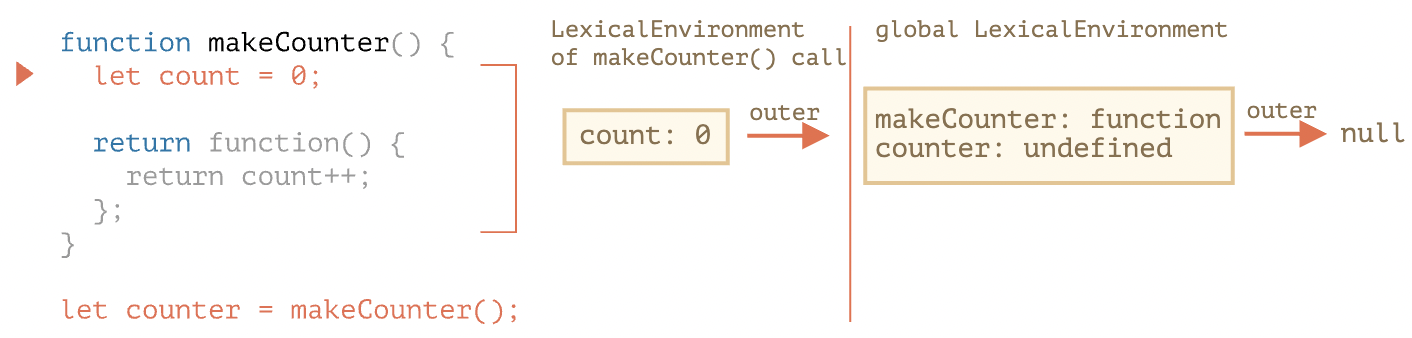 function makeCounter() {
let count = 0;
return function() {
return count++;
};
}
let counter = makeCounter();
LexicalEnvironment
of makeCounter() call
count: 0
outer
global LexicalEnvironment
makeCounter: function
counter: undefined
outer
null